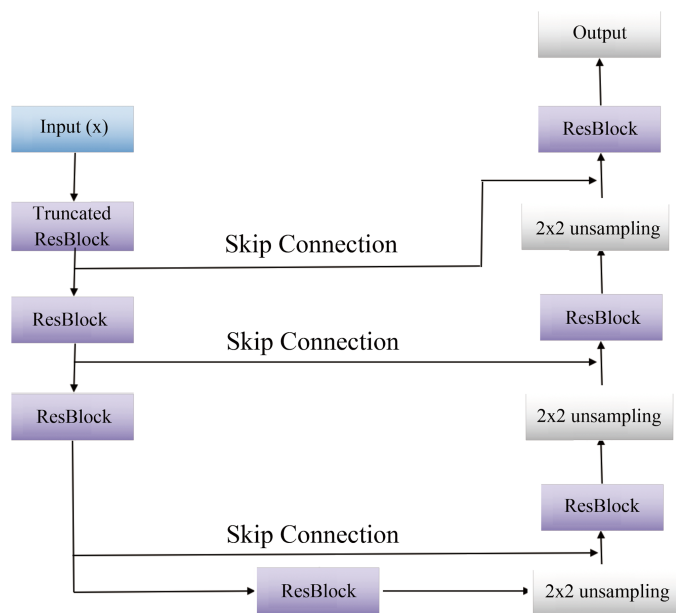 Output
Input (x)
ResBlock
Truncated
ResBlock
2x2 unsampling
Skip Connection
ResBlock
ResBlock
Skip Connection
ResBlock
2x2 unsampling
ResBlock
Skip Connection
ResBlock
2x2 unsampling